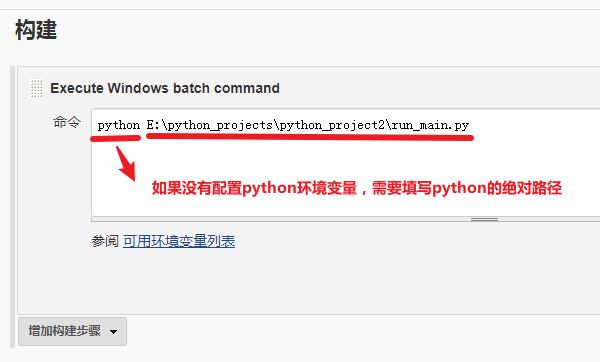 构建
Execute Windows batch command
命令
python E:\python_projects\python_project2\run_main.py
如果没有配置python环境变量，需要填写python的绝对路径
参阅 可用环境变量列表
增加构建步骤